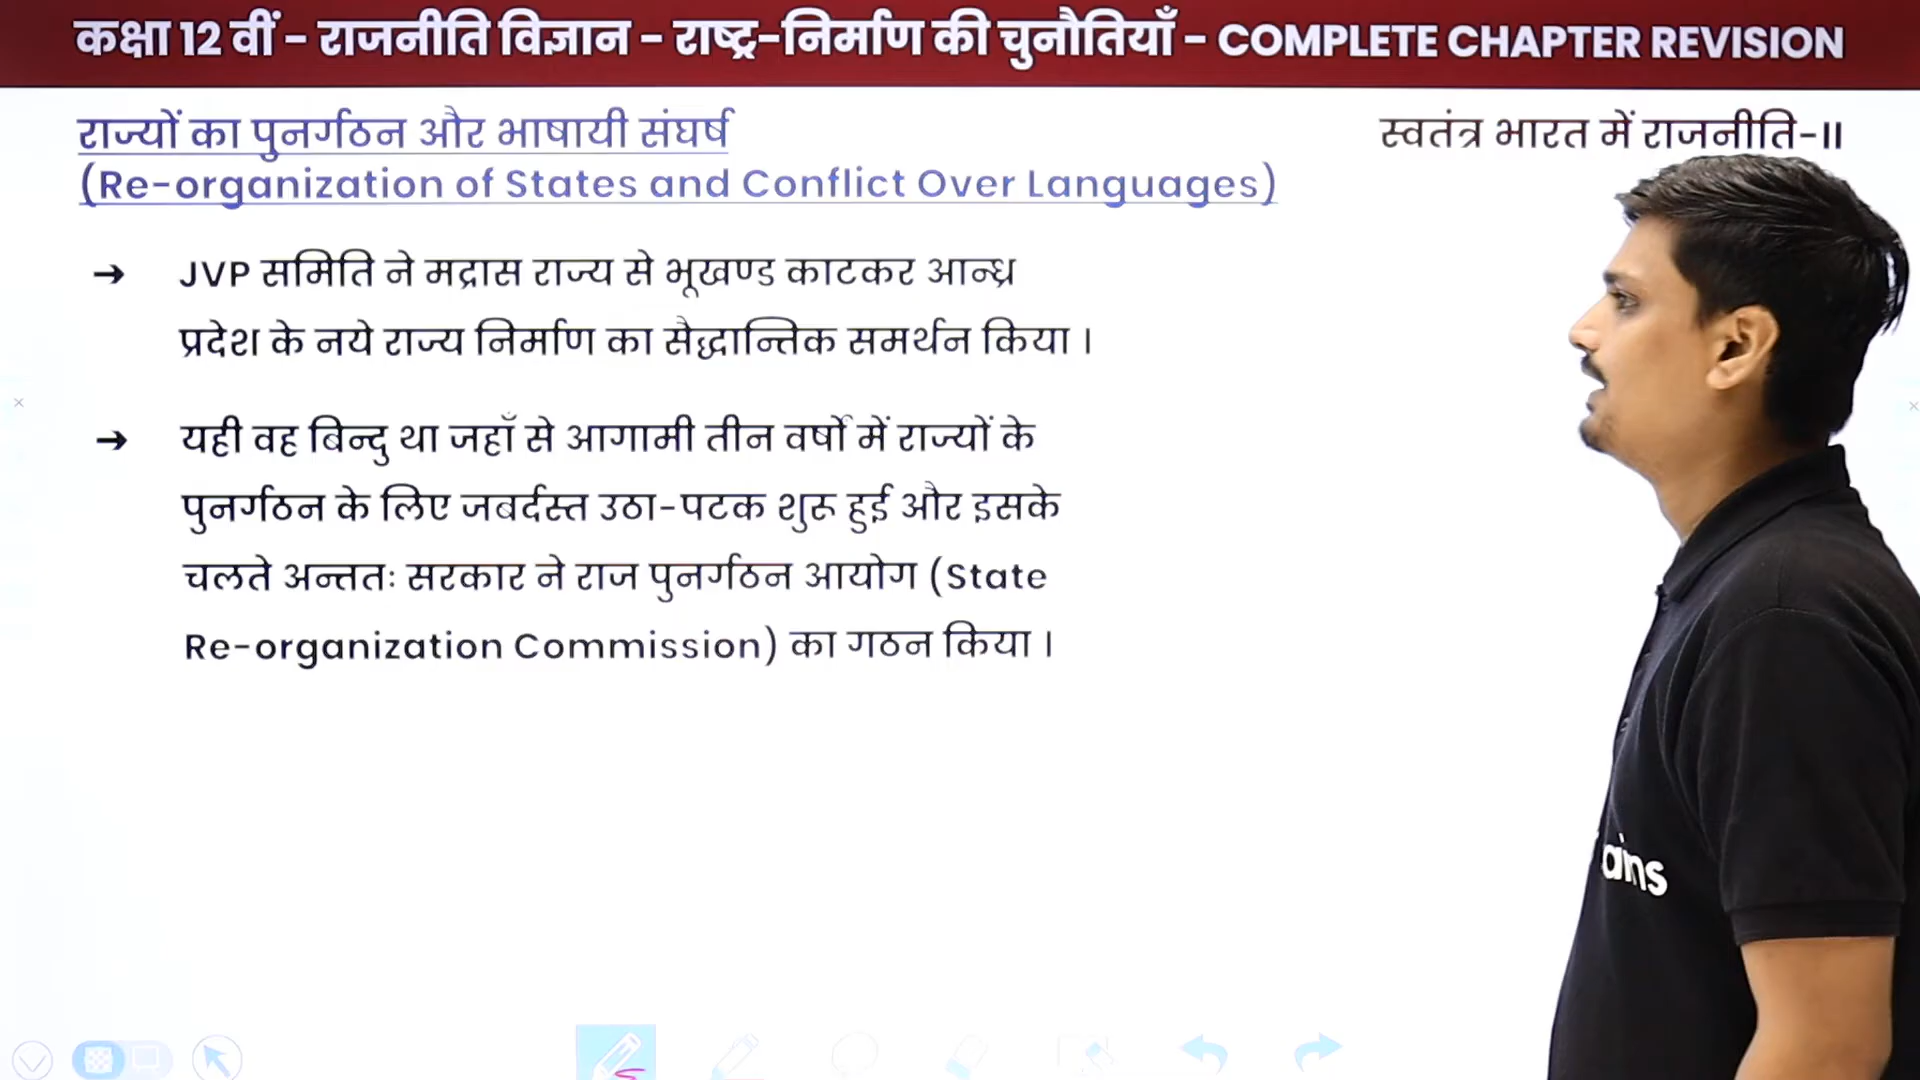 कक्षा 12 वीं - राजनीति विज्ञान - राष्ट्र-निर्माण की चुनौतियाँ - COMPLETE CHAPTER REVISION
राज्यों का पुनर्गठन और भाषायी संघर्ष
स्वतंत्र भारत में राजनीति-II
(Re-organization of States and Conflict Over Languages)
→ JVP समिति ने मद्रास राज्य से भूखण्ड काटकर आन्ध्र
प्रदेश के नये राज्य निर्माण का सैद्धान्तिक समर्थन किया ।
→ यही वह बिन्दु था जहाँ से आगामी तीन वर्षों में राज्यों के
पुनर्गठन के लिए जबर्दस्त उठा-पटक शुरू हुई और इसके
चलते अन्ततः सरकार ने राज पुनर्गठन आयोग (State
Re-organization Commission) का गठन किया ।